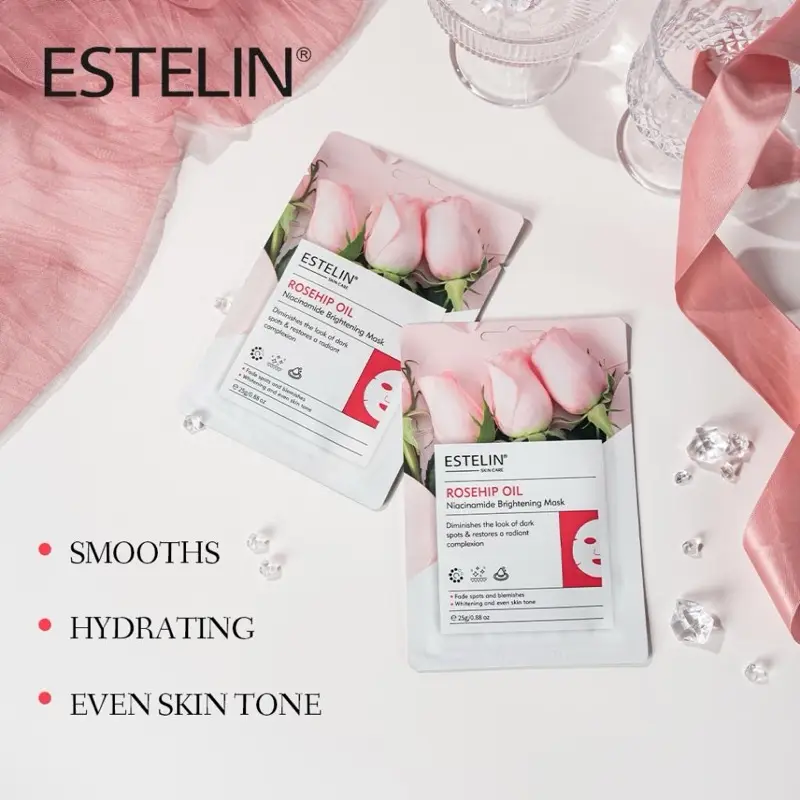 ESTELIN®
ESTELIN®
SKIN CARE
ROSEHIP OIL
Niacinamide Brightening Mask
Diminishes the look of dark
spots & restores a radiant
complexion
• Fade spots and blemishes
• Whitening and even skin tone
℮ 25g/0.88 oz
ESTELIN®
SKIN CARE
ROSEHIP OIL
Niacinamide Brightening Mask
Diminishes the look of dark
spots & restores a radiant
complexion
• Fade spots and blemishes
• Whitening and even skin tone
℮ 25g/0.88 oz
• SMOOTHS
• HYDRATING
• EVEN SKIN TONE